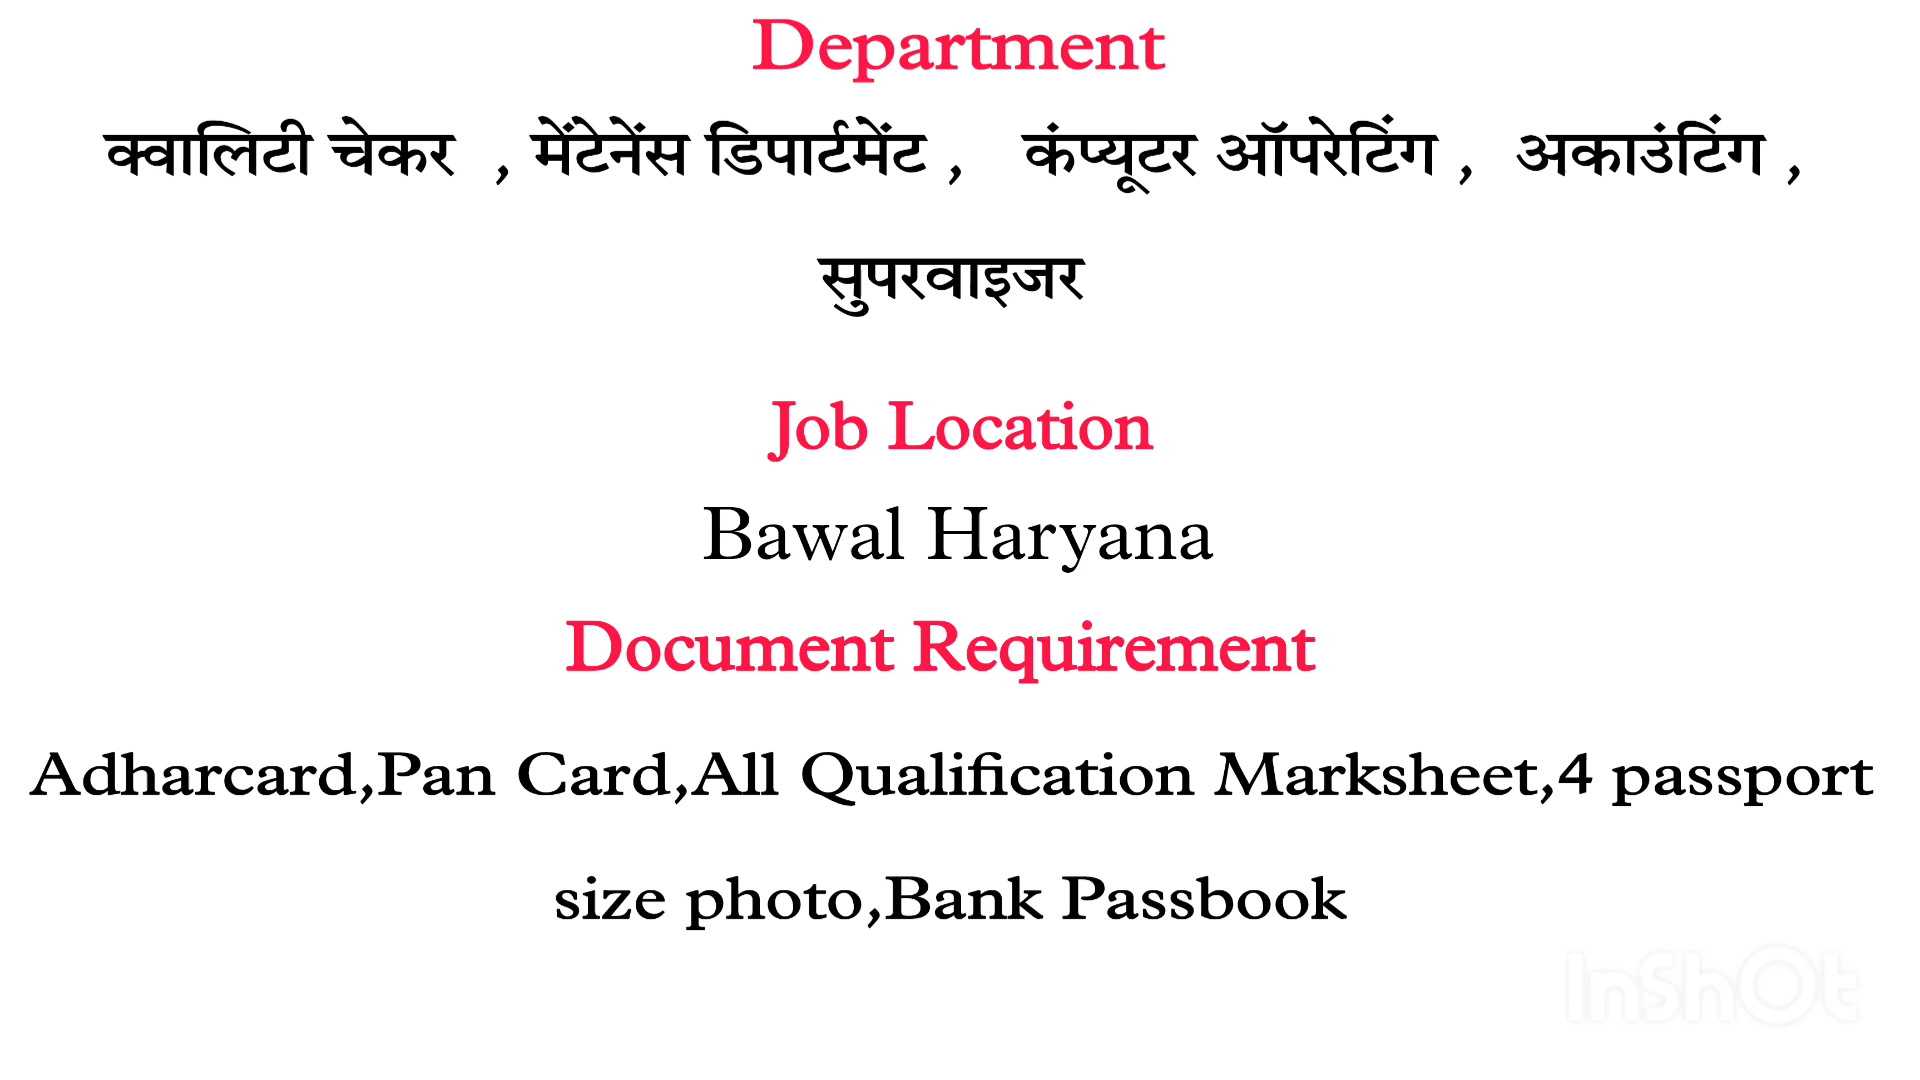 Department
क्वालिटी चेकर , मेंटेनेंस डिपार्टमेंट , कंप्यूटर ऑपरेटिंग , अकाउंटिंग ,
सुपरवाइजर
Job Location
Bawal Haryana
Document Requirement
Adharcard,Pan Card,All Qualification Marksheet,4 passport
size photo,Bank Passbook
InShOt